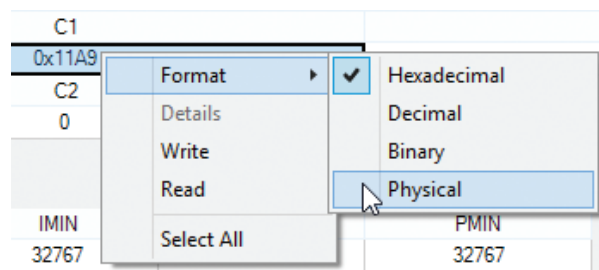 C1
0x11A9
C2
0
Format
Details
Write
Read
Select All
Hexadecimal
Decimal
Binary
Physical
IMIN
PMIN
32767
32767